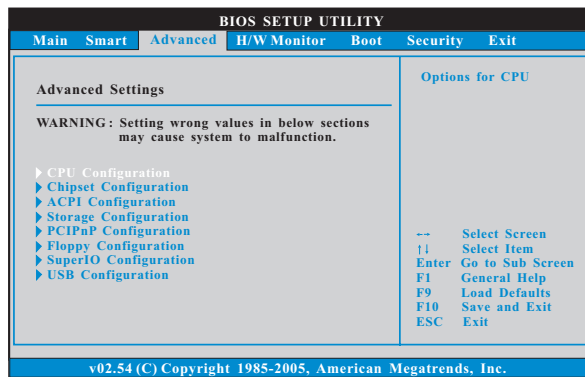 BIOS SETUP UTILITY
Main Smart Advanced H/W Monitor Boot Security Exit
Advanced Settings
WARNING : Setting wrong values in below sections
may cause system to malfunction.
CPU Configuration
Chipset Configuration
ACPI Configuration
Storage Configuration
PCIPnP Configuration
Floppy Configuration
SuperIO Configuration
USB Configuration
Options for CPU
←→ Select Screen
↑↓ Select Item
Enter Go to Sub Screen
F1 General Help
F9 Load Defaults
F10 Save and Exit
ESC Exit
v02.54 (C) Copyright 1985-2005, American Megatrends, Inc.